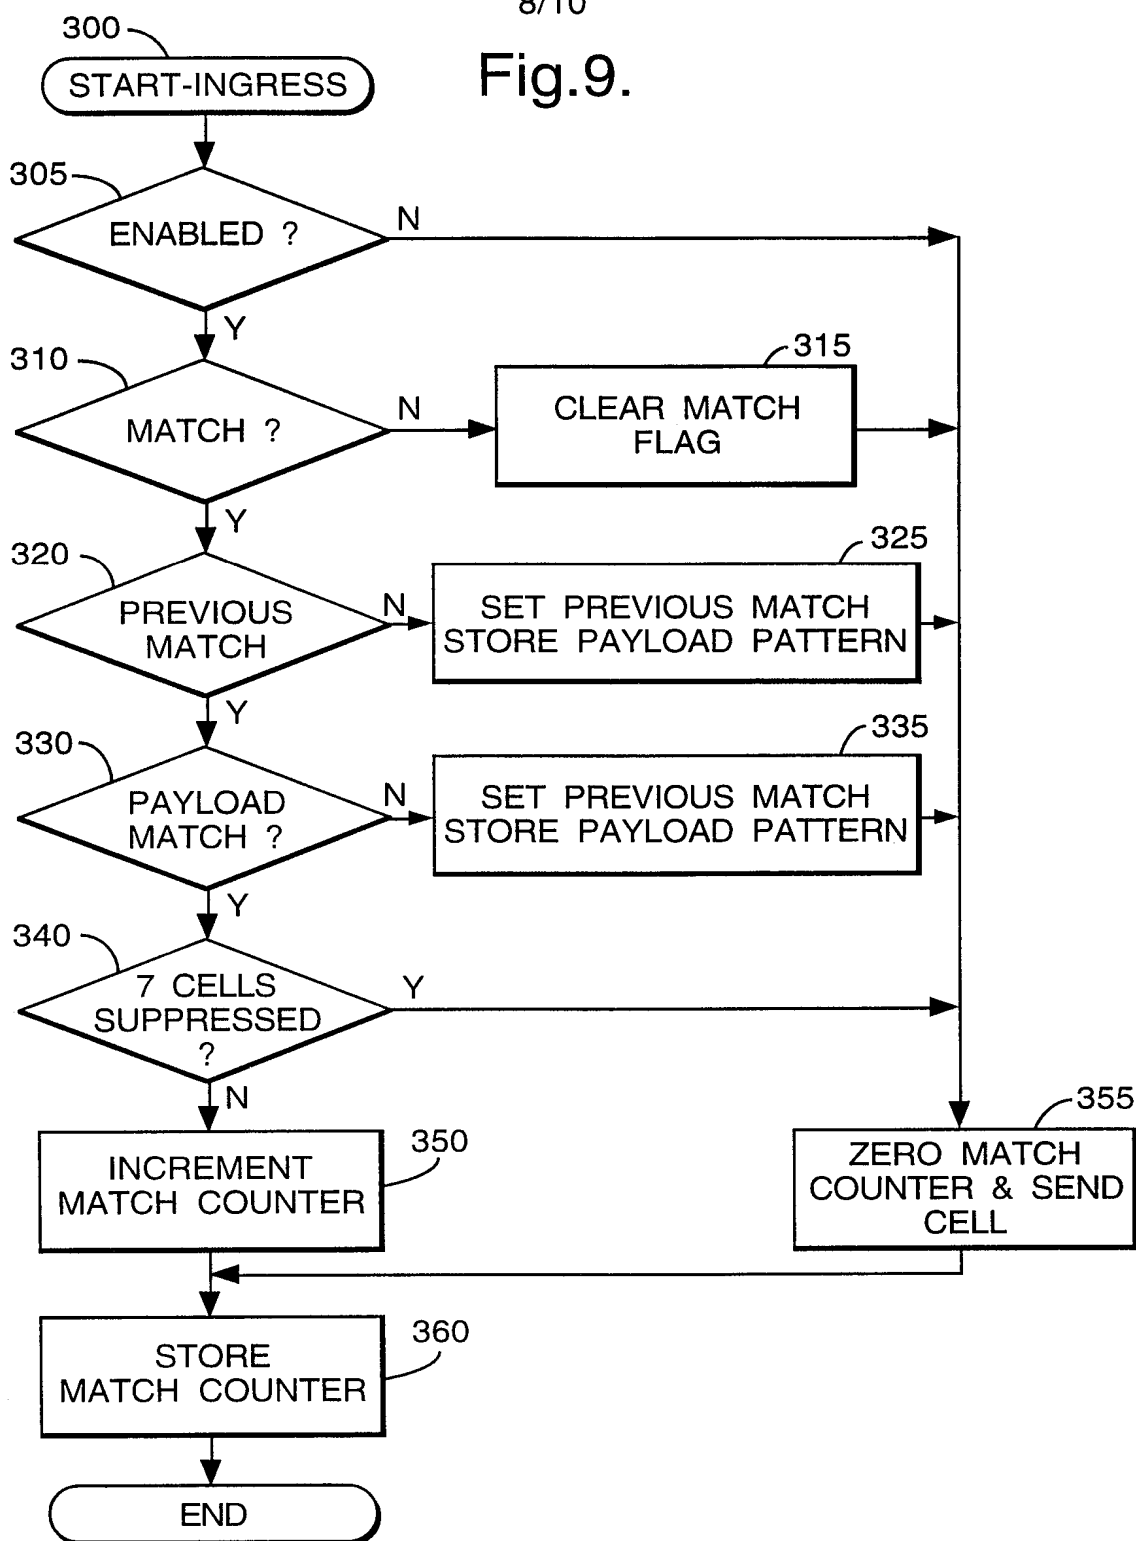 8/10
Fig.9.
300
START-INGRESS
305
ENABLED ?
N
Y
310
MATCH ?
N
315
CLEAR MATCH
FLAG
Y
320
PREVIOUS
MATCH
N
325
SET PREVIOUS MATCH
STORE PAYLOAD PATTERN
Y
330
PAYLOAD
MATCH ?
N
335
SET PREVIOUS MATCH
STORE PAYLOAD PATTERN
Y
340
7 CELLS
SUPPRESSED
?
Y
N
350
INCREMENT
MATCH COUNTER
355
ZERO MATCH
COUNTER & SEND
CELL
360
STORE
MATCH COUNTER
END